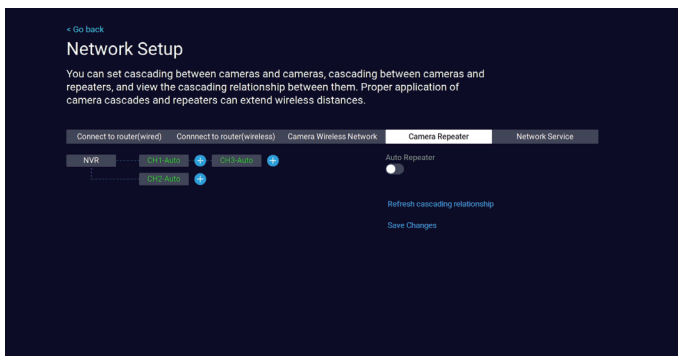 < Go back
Network Setup
You can set cascading between cameras and cameras, cascading between cameras and
repeaters, and view the cascading relationship between them. Proper application of
camera cascades and repeaters can extend wireless distances.
Connect to router(wired) Connnect to router(wireless) Camera Wireless Network Camera Repeater Network Service
NVR CH1-Auto + CH3-Auto +
Auto Repeater
CH2-Auto +
Refresh cascading relationship
Save Changes